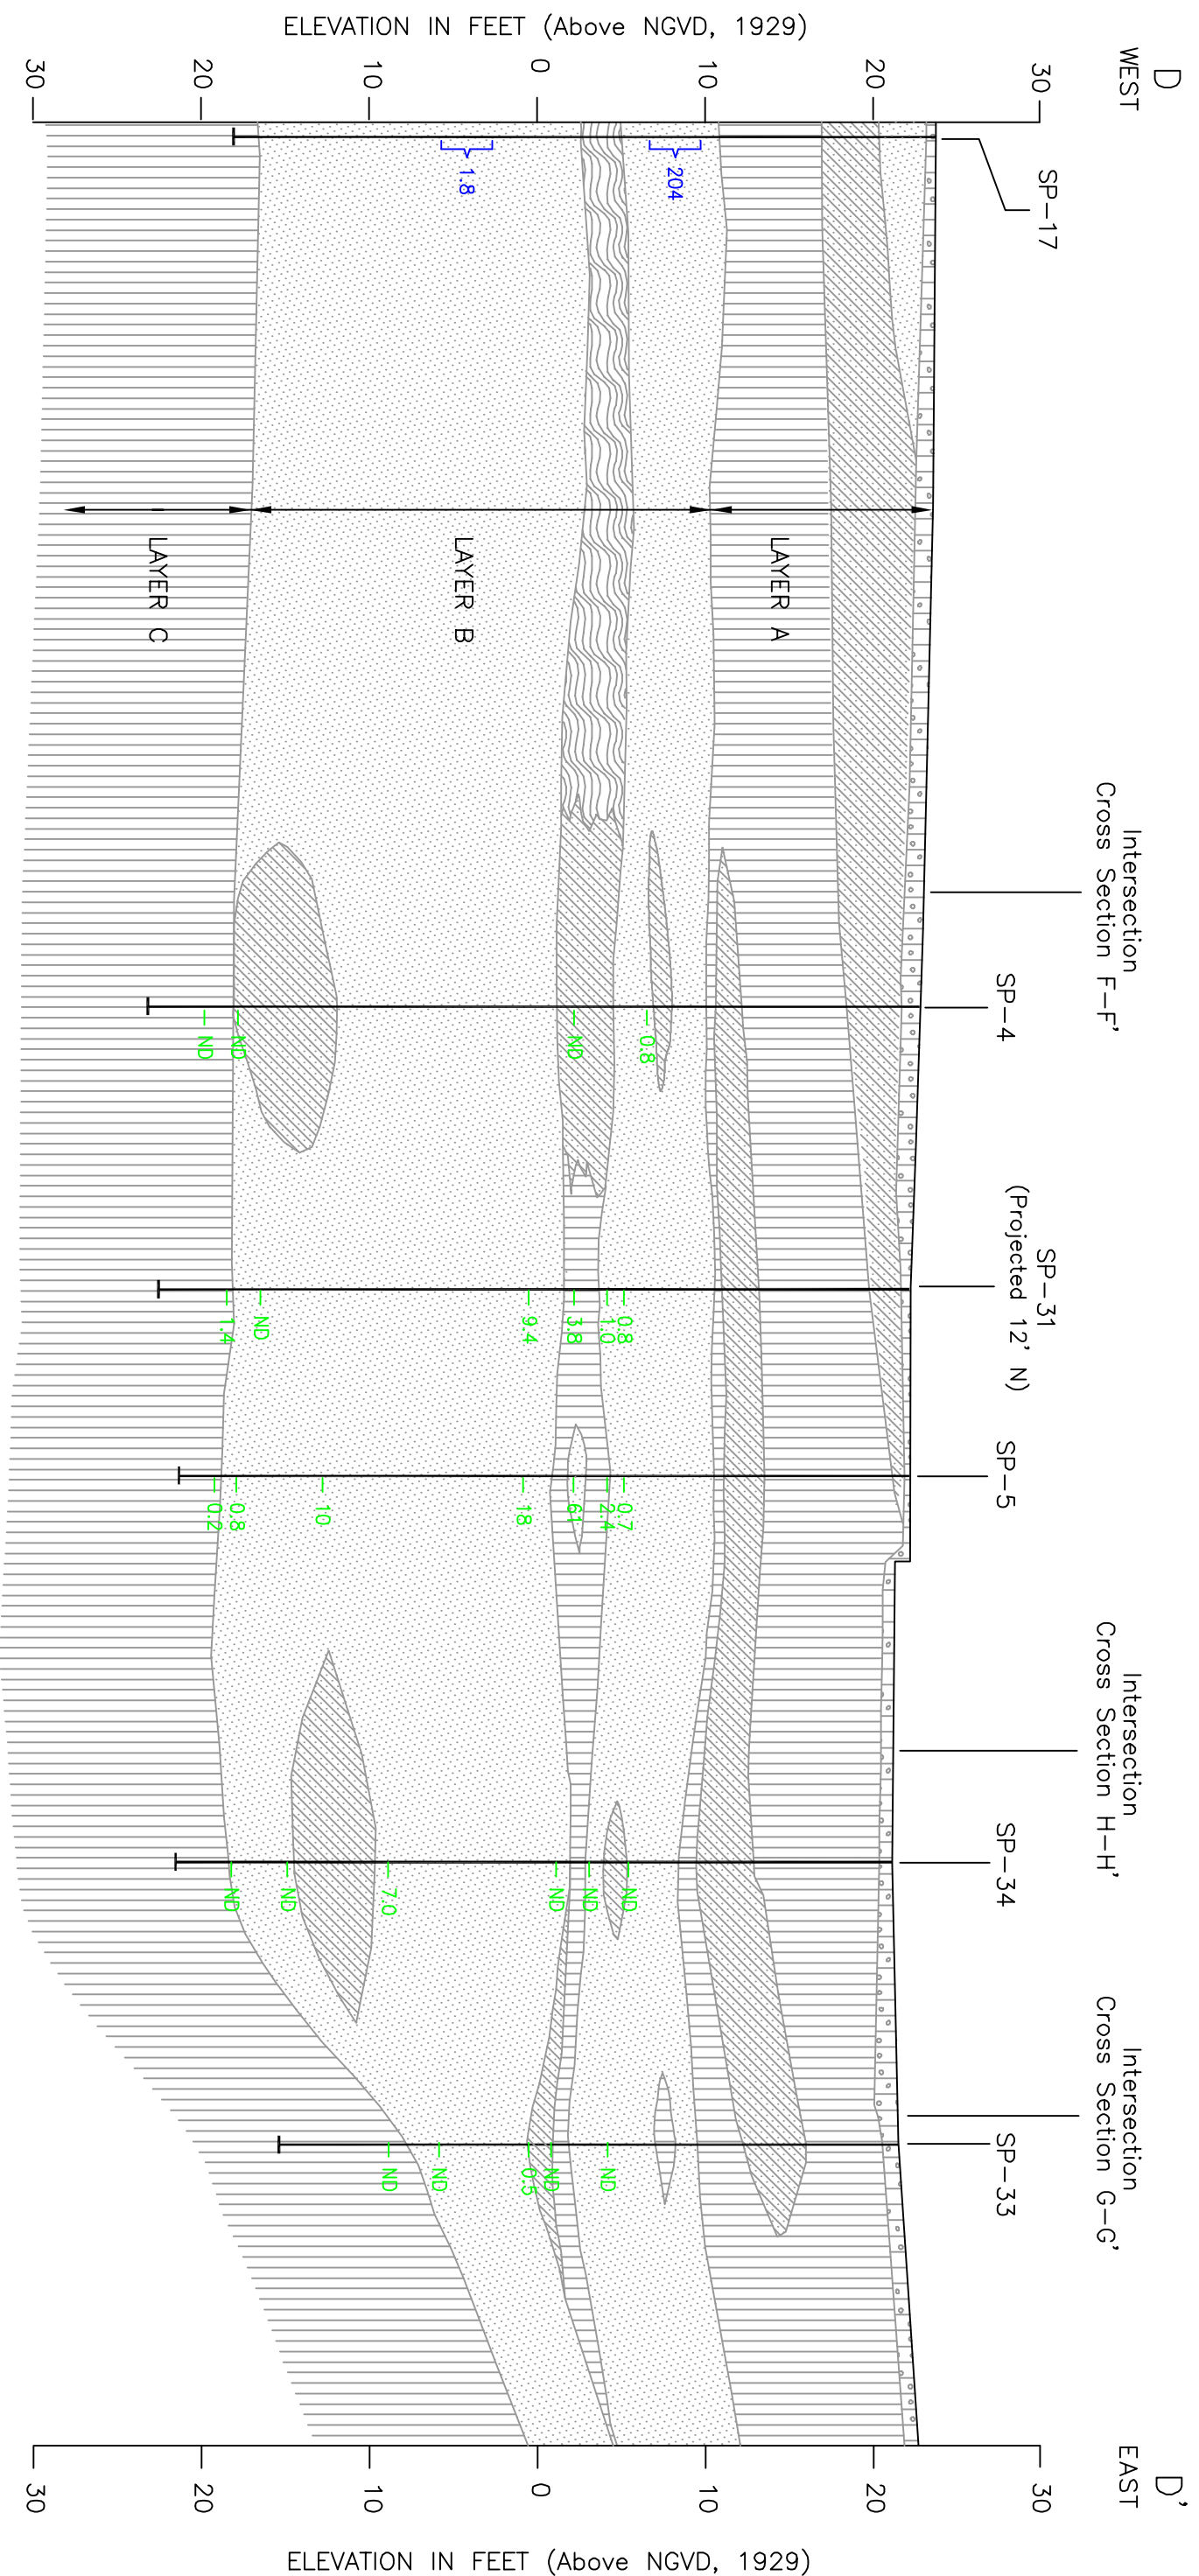 D
WEST
D'
EAST
Intersection
Cross Section F-F'
Intersection
Cross Section H-H'
Intersection
Cross Section G-G'
SP-17
SP-4
SP-31
(Projected 12' N)
SP-5
SP-34
SP-33
ELEVATION IN FEET (Above NGVD, 1929)
30
20
10
0
10
20
30
LAYER A
LAYER B
LAYER C
204
1.8
0.8
ND
ND
ND
0.8
1.0
3.8
9.4
ND
1.4
0.7
2.4
61
18
10
0.8
0.2
ND
ND
ND
7.0
ND
ND
ND
ND
0.5
ND
ND
30
20
10
0
10
20
30
ELEVATION IN FEET (Above NGVD, 1929)